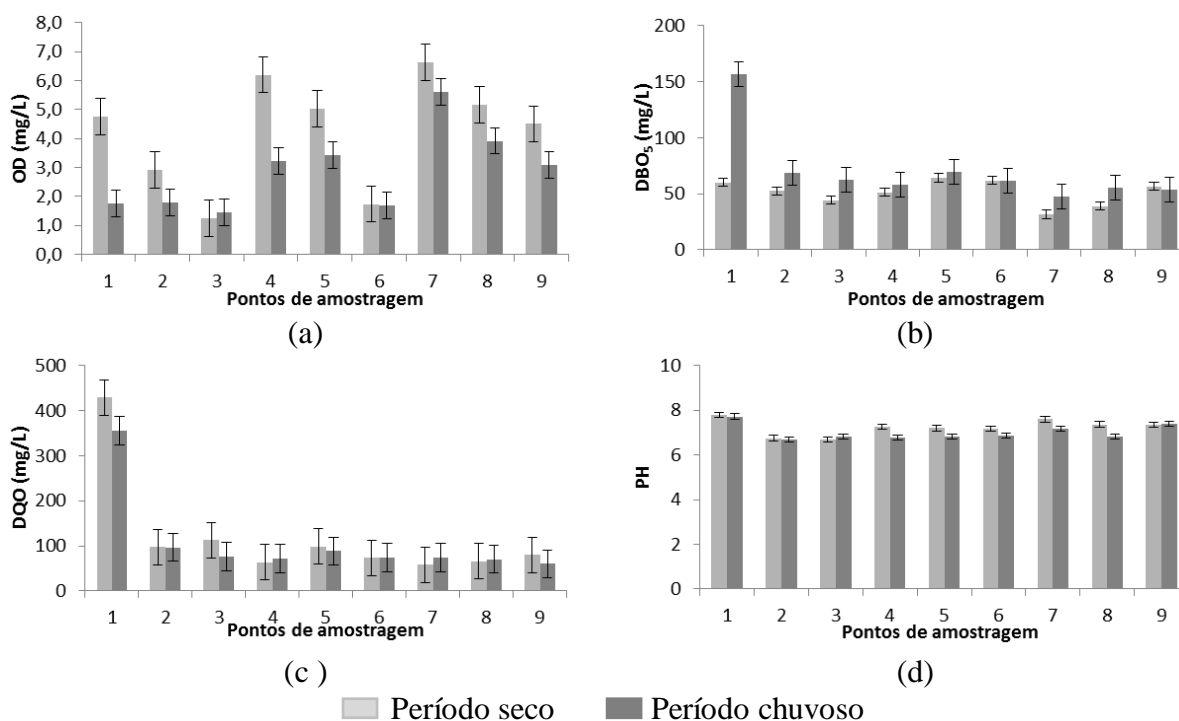 8,0
7,0
6,0
5,0
4,0
3,0
2,0
1,0
0,0
OD (mg/L)
1 2 3 4 5 6 7 8 9
Pontos de amostragem
(a)
200
150
100
50
0
DBO₅ (mg/L)
1 2 3 4 5 6 7 8 9
Pontos de amostragem
(b)
500
400
300
200
100
0
DQO (mg/L)
1 2 3 4 5 6 7 8 9
Pontos de amostragem
(c )
10
8
6
4
2
0
PH
1 2 3 4 5 6 7 8 9
Pontos de amostragem
(d)
Período seco Período chuvoso